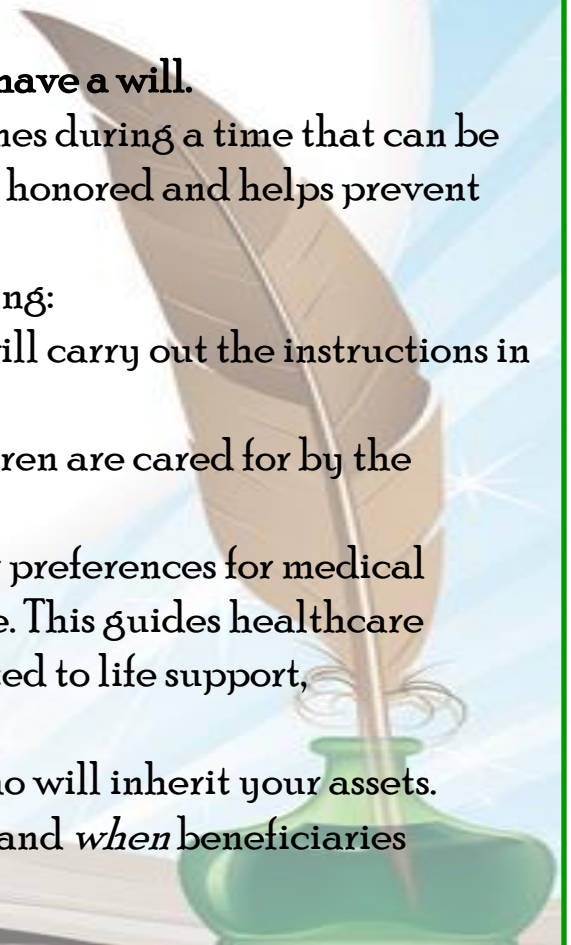 have a will.
nes during a time that can be
honored and helps prevent
ng:
ill carry out the instructions in
ren are cared for by the
preferences for medical
e. This guides healthcare
ed to life support,
o will inherit your assets.
and when beneficiaries